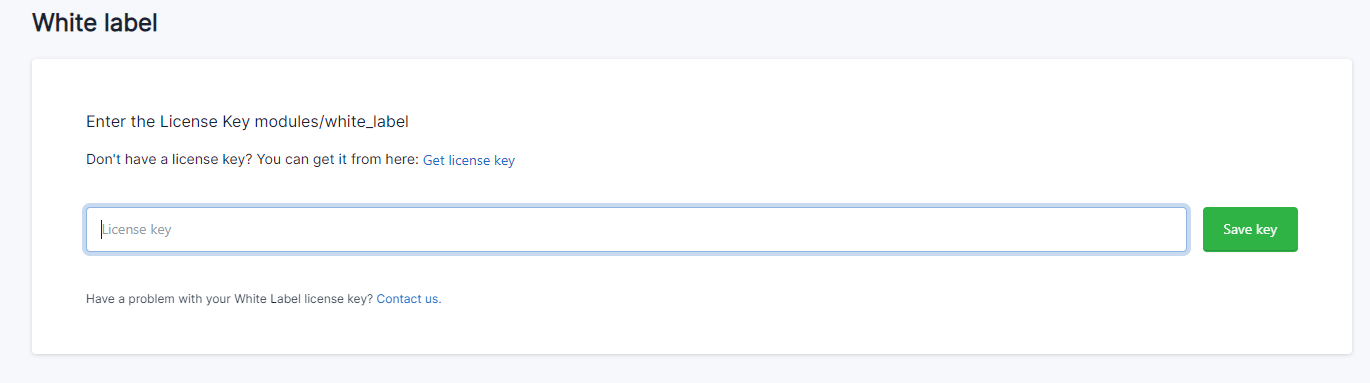 White label
Enter the License Key modules/white_label
Don't have a license key? You can get it from here: Get license key
License key
Save key
Have a problem with your White Label license key? Contact us.